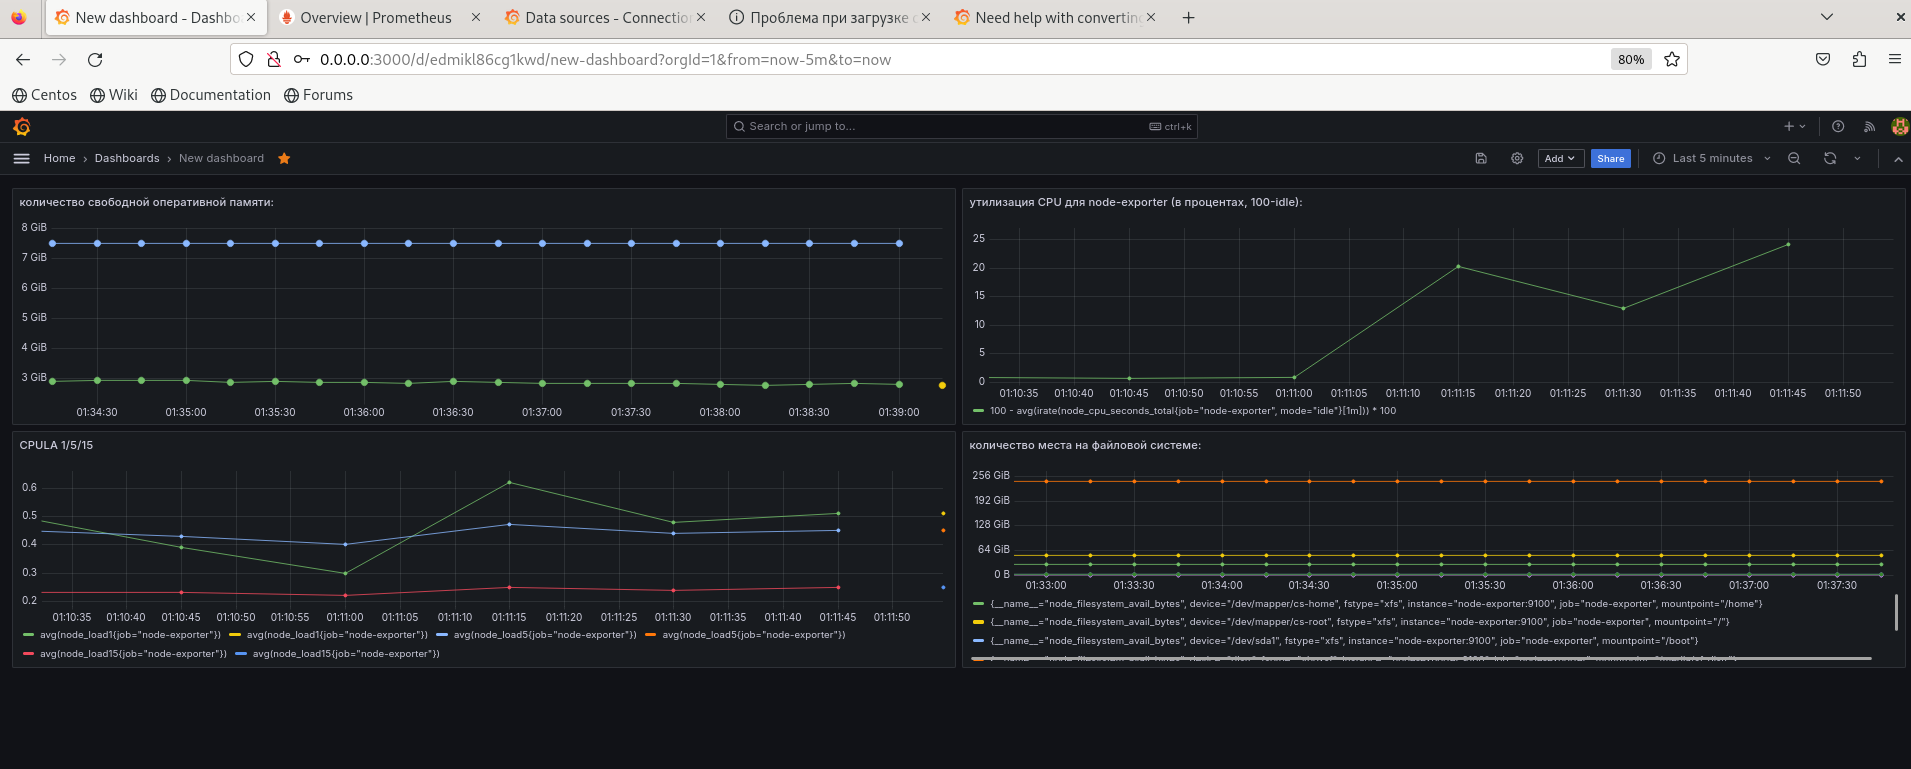 New dashboard - Dashbo
Overview | Prometheus
Data sources - Connectio
Проблема при загрузке с
Need help with converting
0.0.0.0:3000/d/edmikl86cg1kwd/new-dashboard?orgId=1&from=now-5m&to=now
80%
Centos Wiki Documentation Forums
Search or jump to...
ctrl+k
Home › Dashboards › New dashboard
Add
Share
Last 5 minutes
количество свободной оперативной памяти:
8 GiB
7 GiB
6 GiB
5 GiB
4 GiB
3 GiB
01:34:30 01:35:00 01:35:30 01:36:00 01:36:30 01:37:00 01:37:30 01:38:00 01:38:30 01:39:00
утилизация CPU для node-exporter (в процентах, 100-idle):
25
20
15
10
5
0
01:10:35 01:10:40 01:10:45 01:10:50 01:10:55 01:11:00 01:11:05 01:11:10 01:11:15 01:11:20 01:11:25 01:11:30 01:11:35 01:11:40 01:11:45 01:11:50
100 - avg(irate(node_cpu_seconds_total{job="node-exporter", mode="idle"}[1m])) * 100
CPULA 1/5/15
0.6
0.5
0.4
0.3
0.2
01:10:35 01:10:40 01:10:45 01:10:50 01:10:55 01:11:00 01:11:05 01:11:10 01:11:15 01:11:20 01:11:25 01:11:30 01:11:35 01:11:40 01:11:45 01:11:50
avg(node_load1{job="node-exporter"}) avg(node_load1{job="node-exporter"}) avg(node_load5{job="node-exporter"}) avg(node_load5{job="node-exporter"})
avg(node_load15{job="node-exporter"}) avg(node_load15{job="node-exporter"})
количество места на файловой системе:
256 GiB
192 GiB
128 GiB
64 GiB
0 B
01:33:00 01:33:30 01:34:00 01:34:30 01:35:00 01:35:30 01:36:00 01:36:30 01:37:00 01:37:30
{__name__="node_filesystem_avail_bytes", device="/dev/mapper/cs-home", fstype="xfs", instance="node-exporter:9100", job="node-exporter", mountpoint="/home"}
{__name__="node_filesystem_avail_bytes", device="/dev/mapper/cs-root", fstype="xfs", instance="node-exporter:9100", job="node-exporter", mountpoint="/"}
{__name__="node_filesystem_avail_bytes", device="/dev/sda1", fstype="xfs", instance="node-exporter:9100", job="node-exporter", mountpoint="/boot"}